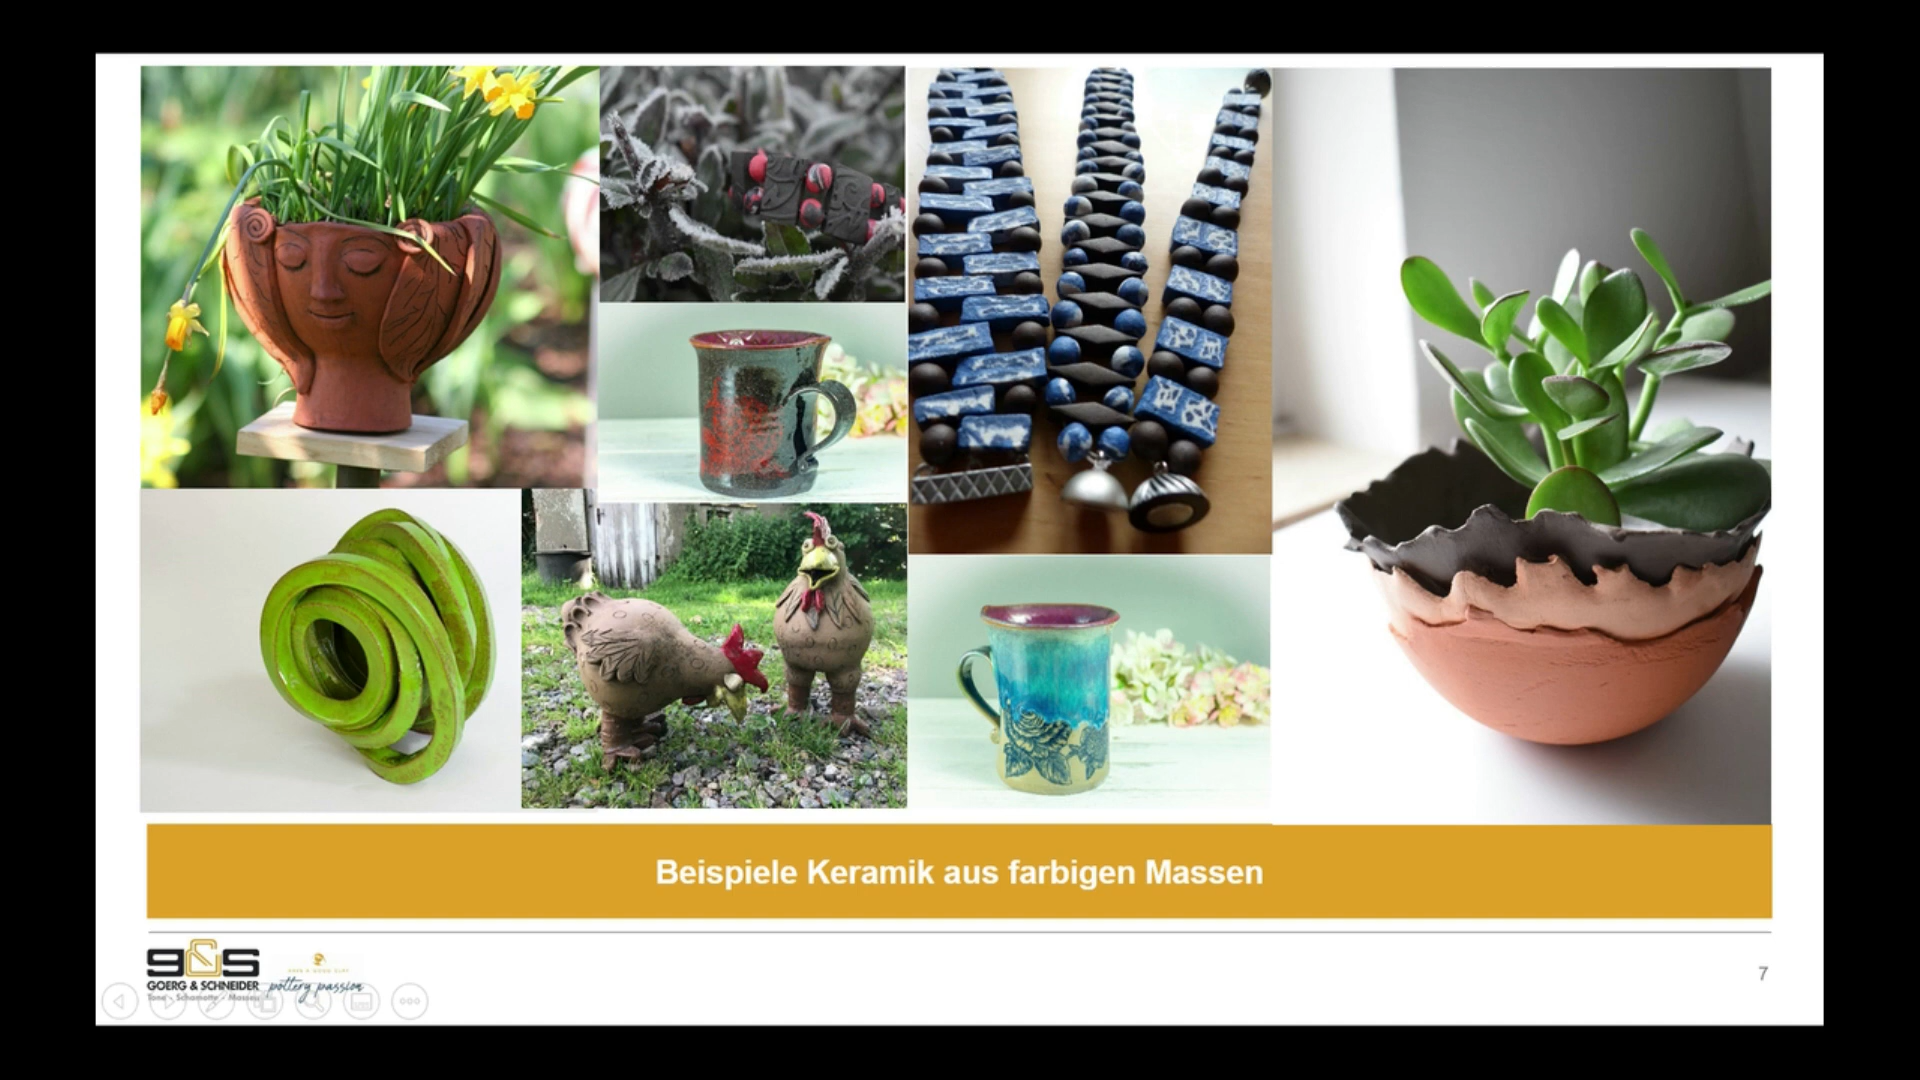 Beispiele Keramik aus farbigen Massen
g&s
GOERG & SCHNEIDER
Tone · Schamotte · Massen
pottery passion
7